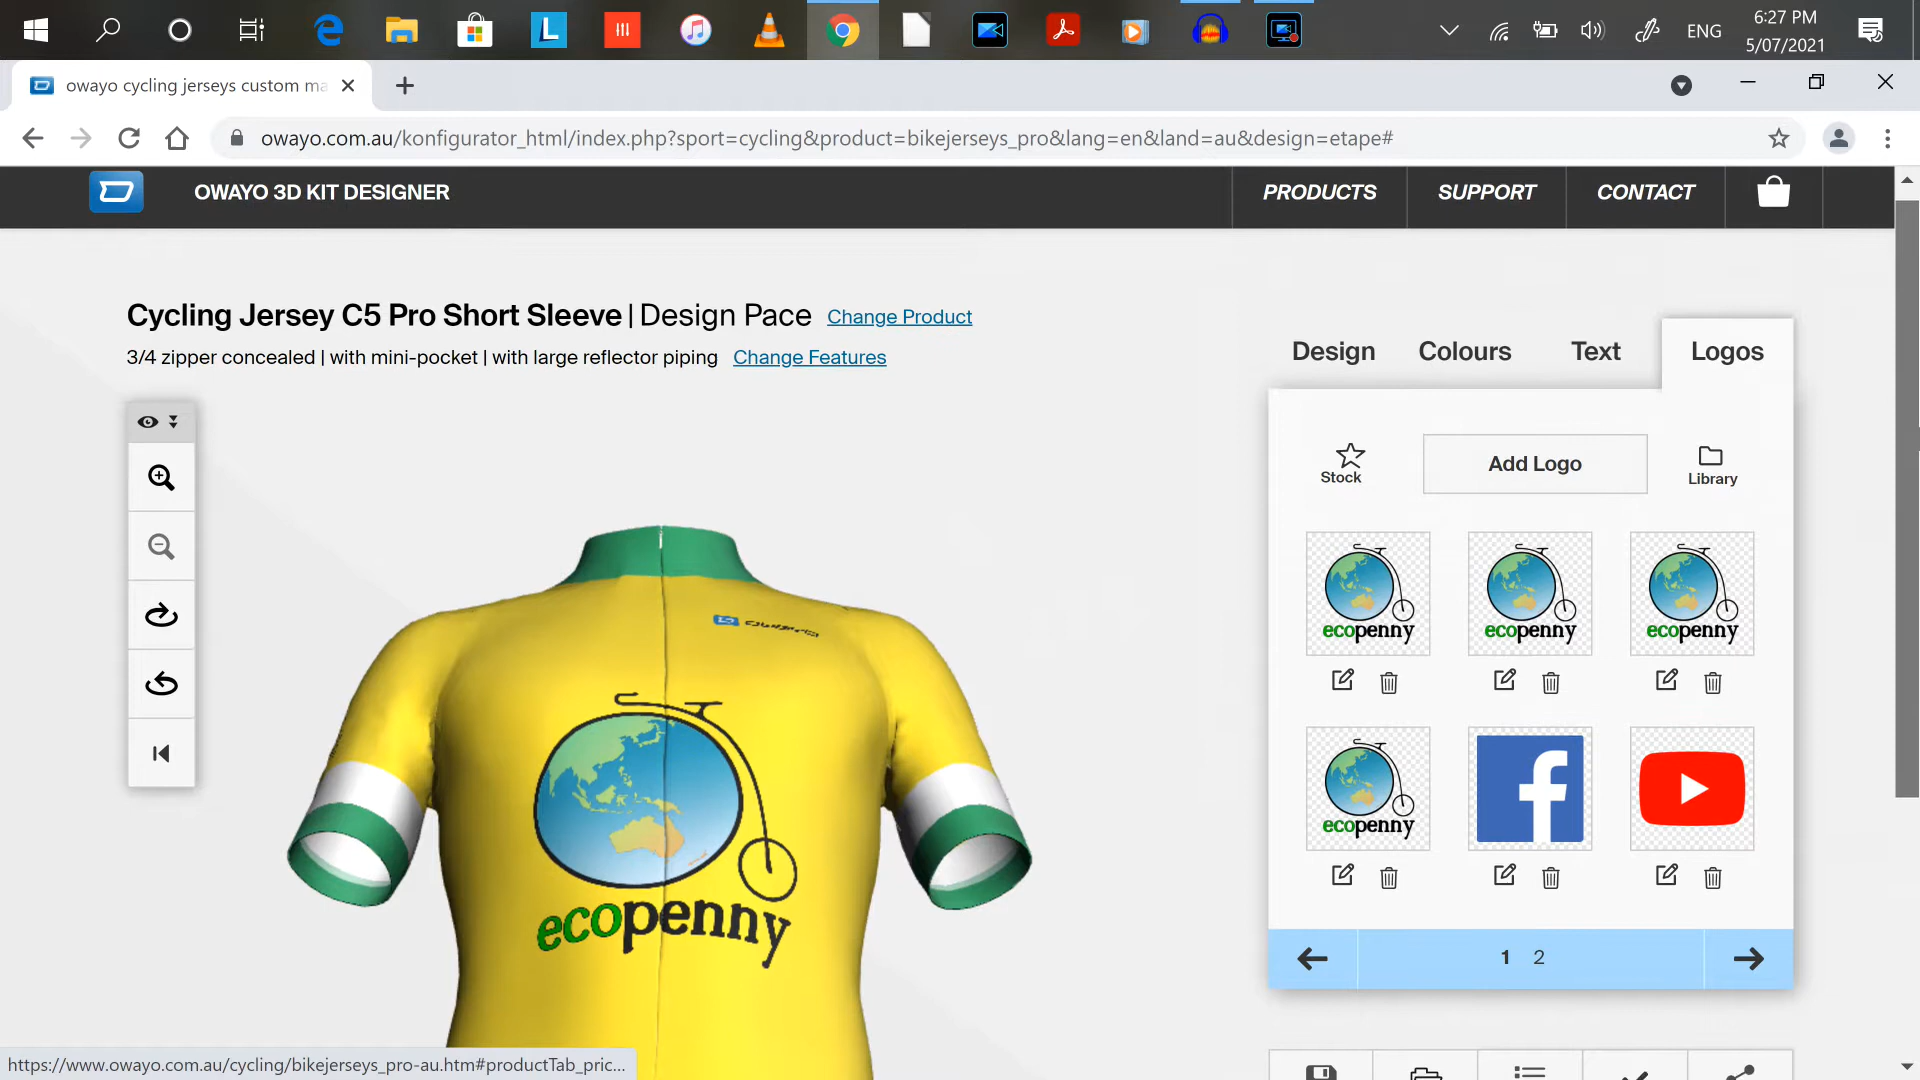 6:27 PM
ENG
5/07/2021
owayo cycling jerseys custom ma
owayo.com.au/konfigurator_html/index.php?sport=cycling&product=bikejerseys_pro&lang=en&land=au&design=etape#
OWAYO 3D KIT DESIGNER
PRODUCTS
SUPPORT
CONTACT
Cycling Jersey C5 Pro Short Sleeve | Design Pace Change Product
3/4 zipper concealed | with mini-pocket | with large reflector piping Change Features
Design
Colours
Text
Logos
Stock
Add Logo
Library
ecopenny
ecopenny
ecopenny
owayo
ecopenny
ecopenny
1 2
https://www.owayo.com.au/cycling/bikejerseys_pro-au.htm#productTab_pric...